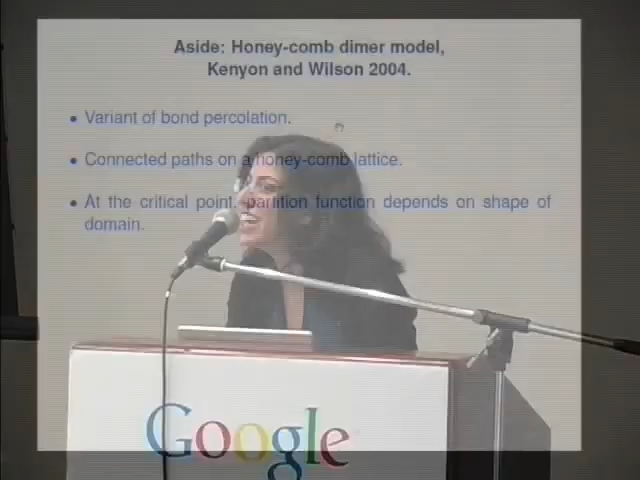 Aside: Honey-comb dimer model,
Kenyon and Wilson 2004.
• Variant of bond percolation.
• Connected paths on a honey-comb lattice.
• At the critical point, partition function depends on shape of
domain.
Google